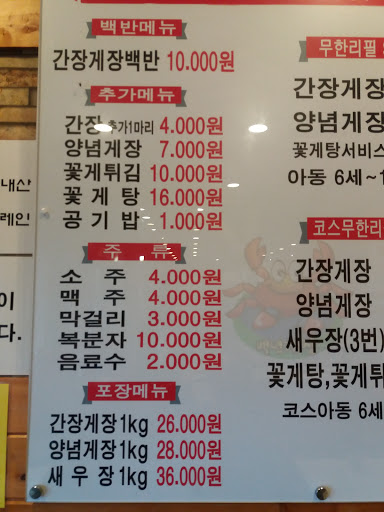 백반메뉴
간장게장백반 10.000원
추가메뉴
간장 추가1마리 4.000원
양념게장 7.000원
꽃게튀김 10.000원
꽃게탕 16.000원
공기밥 1.000원
주류
소주 4.000원
맥주 4.000원
막걸리 3.000원
복분자 10.000원
음료수 2.000원
포장메뉴
간장게장1kg 26.000원
양념게장1kg 28.000원
새우장1kg 36.000원
무한리필
간장게장
양념게장
꽃게탕서비스
아동 6세~1
코스무한리
간장게장
양념게장
새우장(3번)
꽃게탕,꽃게튀
코스아동 6세
내산
레인
이
다.